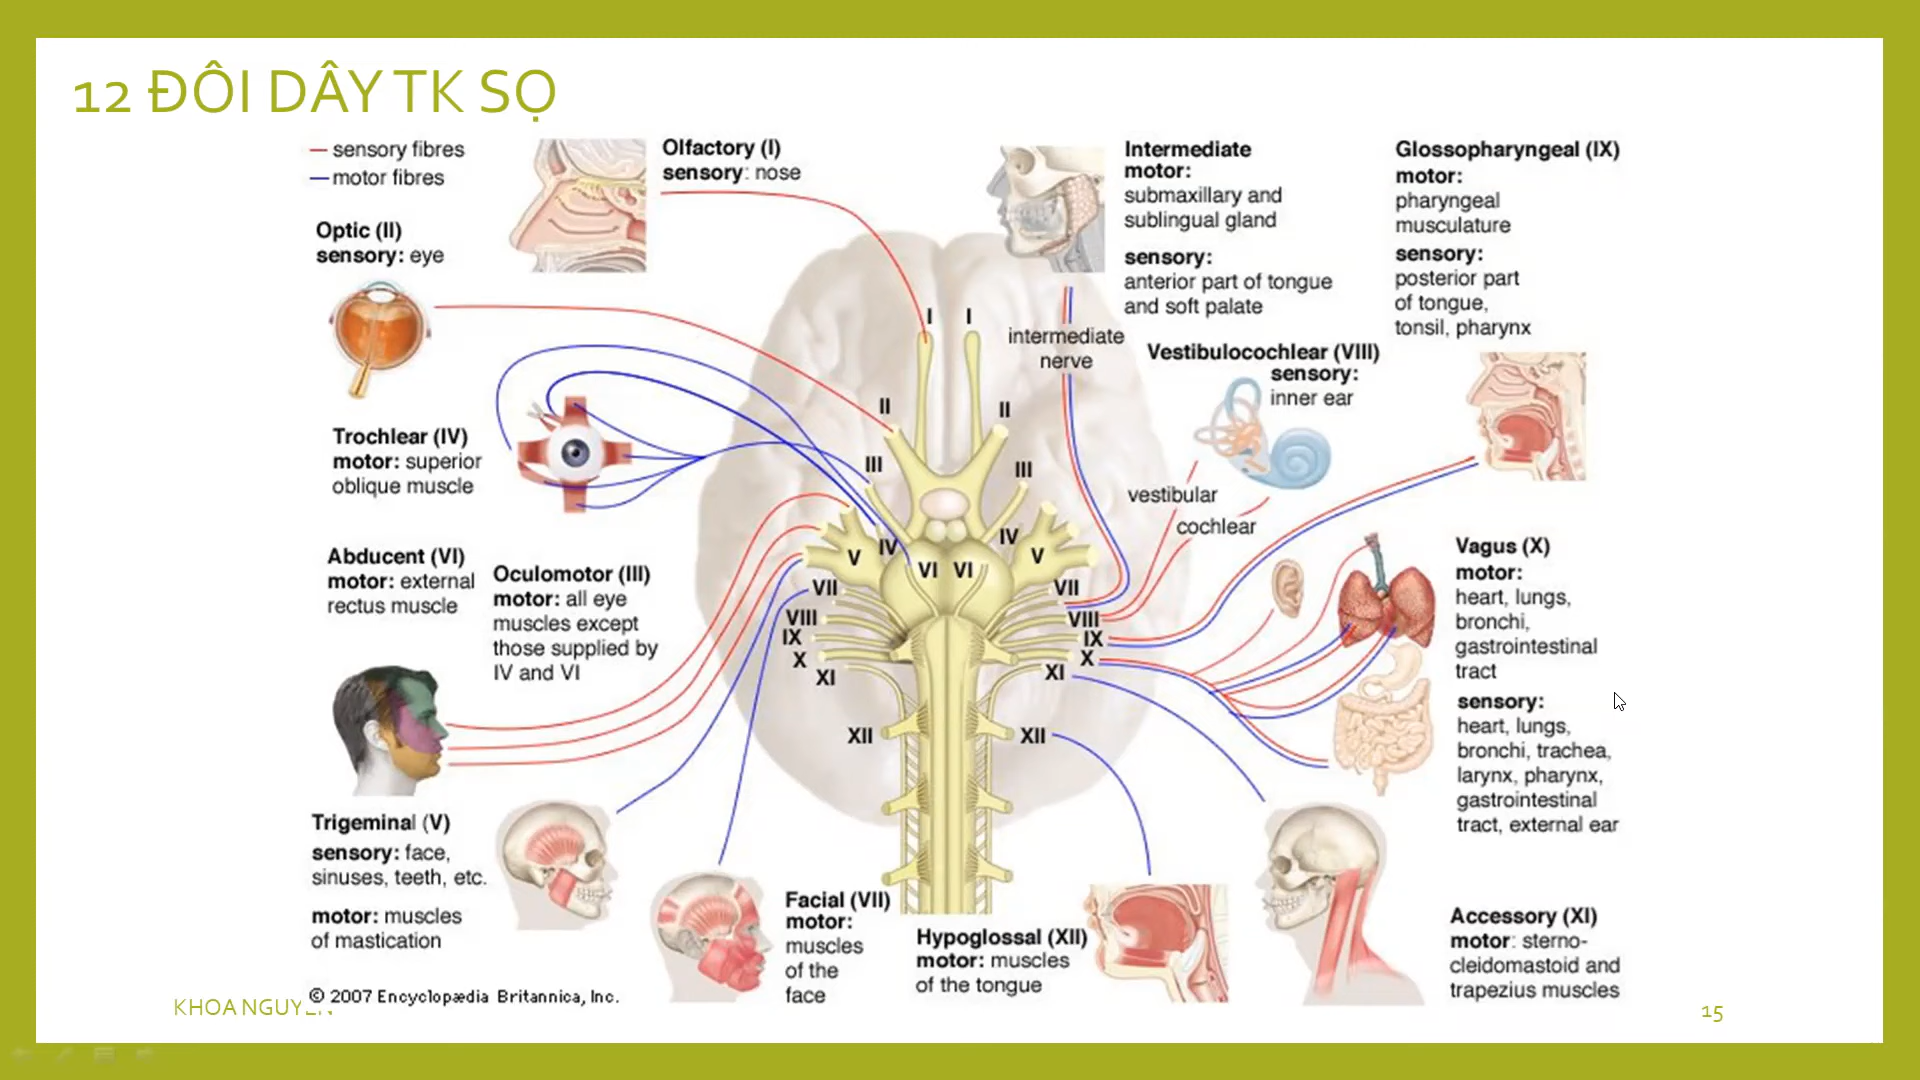 12 ĐÔI DÂY TK SỌ
sensory fibres
motor fibres
Olfactory (I)
sensory: nose
Optic (II)
sensory: eye
Intermediate
motor:
submaxillary and
sublingual gland
sensory:
anterior part of tongue
and soft palate
Glossopharyngeal (IX)
motor:
pharyngeal
musculature
sensory:
posterior part
of tongue,
tonsil, pharynx
intermediate
nerve
Vestibulocochlear (VIII)
sensory:
inner ear
vestibular
cochlear
Trochlear (IV)
motor: superior
oblique muscle
Abducent (VI)
motor: external
rectus muscle
Oculomotor (III)
motor: all eye
muscles except
those supplied by
IV and VI
I I
II II
III III
IV IV
V V
VI VI
VII VII
VIII VIII
IX IX
X X
XI XI
XII XII
Vagus (X)
motor:
heart, lungs,
bronchi,
gastrointestinal
tract
sensory:
heart, lungs,
bronchi, trachea,
larynx, pharynx,
gastrointestinal
tract, external ear
Trigeminal (V)
sensory: face,
sinuses, teeth, etc.
motor: muscles
of mastication
Facial (VII)
motor:
muscles
of the
face
Hypoglossal (XII)
motor: muscles
of the tongue
Accessory (XI)
motor: sterno-
cleidomastoid and
trapezius muscles
© 2007 Encyclopædia Britannica, Inc.
KHOA NGUYEN
15